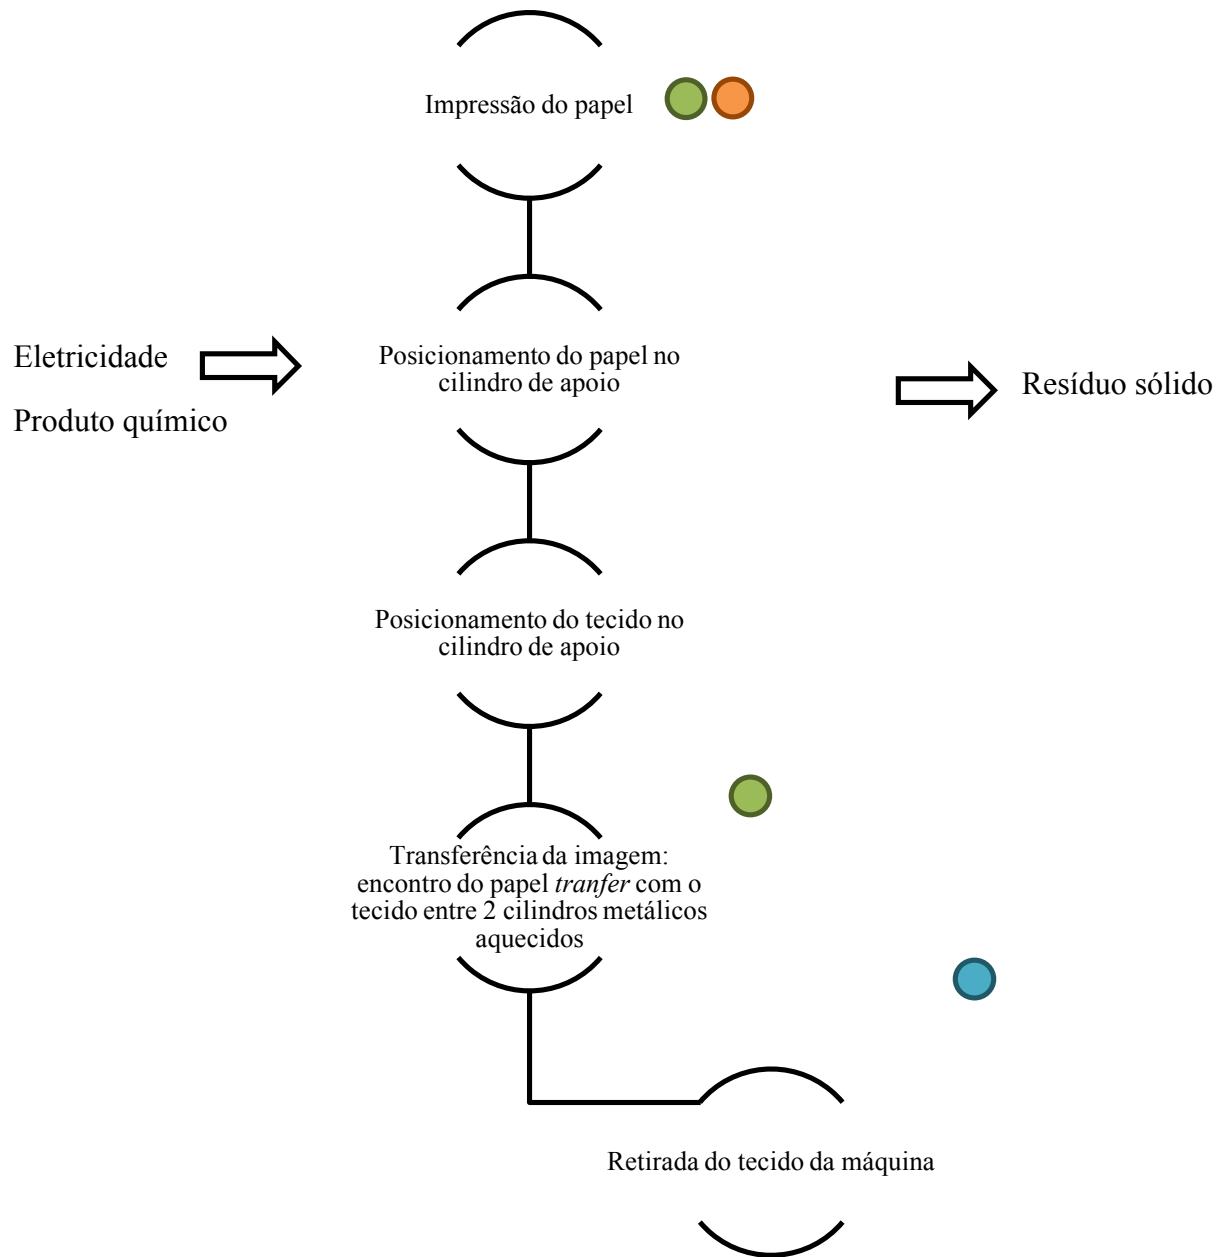 Impressão do papel
Eletricidade
Produto químico
Posicionamento do papel no
cilindro de apoio
Resíduo sólido
Posicionamento do tecido no
cilindro de apoio
Transferência da imagem:
encontro do papel tranfer com o
tecido entre 2 cilindros metálicos
aquecidos
Retirada do tecido da máquina